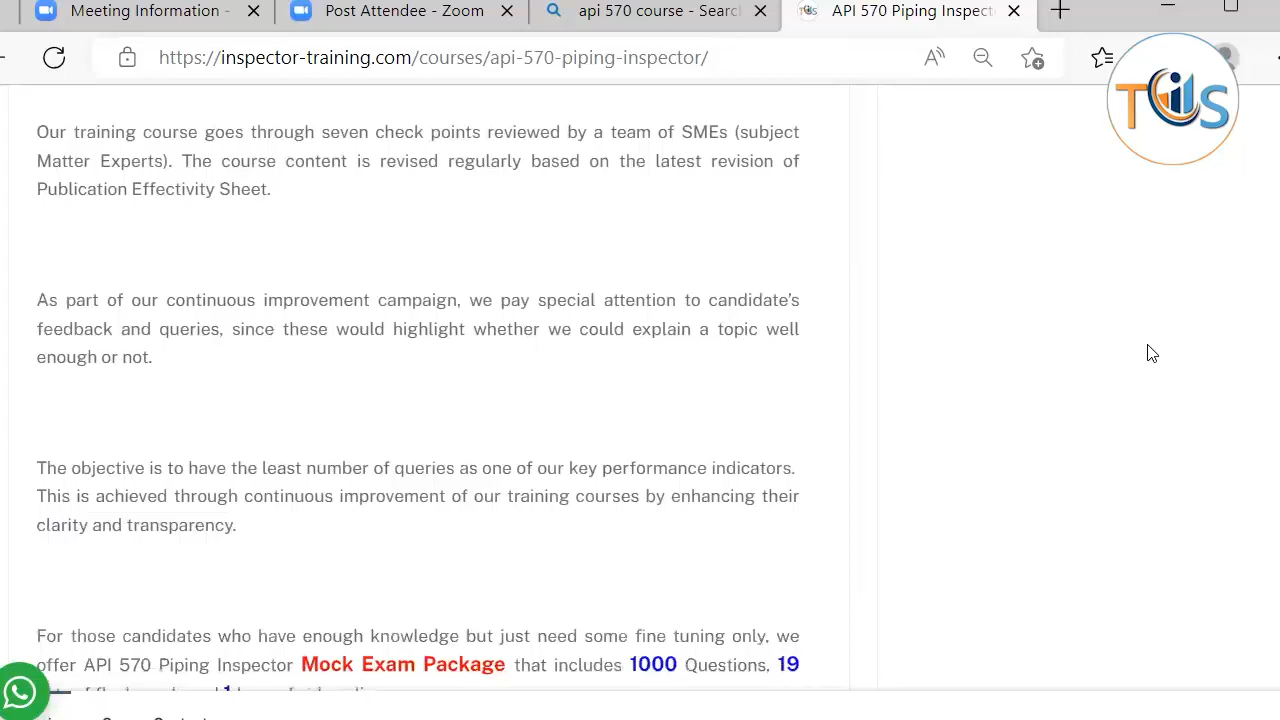 Meeting Information -
Post Attendee - Zoom
api 570 course - Searc
API 570 Piping Inspect
https://inspector-training.com/courses/api-570-piping-inspector/
TIS
Our training course goes through seven check points reviewed by a team of SMEs (subject
Matter Experts). The course content is revised regularly based on the latest revision of
Publication Effectivity Sheet.
As part of our continuous improvement campaign, we pay special attention to candidate's
feedback and queries, since these would highlight whether we could explain a topic well
enough or not.
The objective is to have the least number of queries as one of our key performance indicators.
This is achieved through continuous improvement of our training courses by enhancing their
clarity and transparency.
For those candidates who have enough knowledge but just need some fine tuning only, we
offer API 570 Piping Inspector Mock Exam Package that includes 1000 Questions, 19